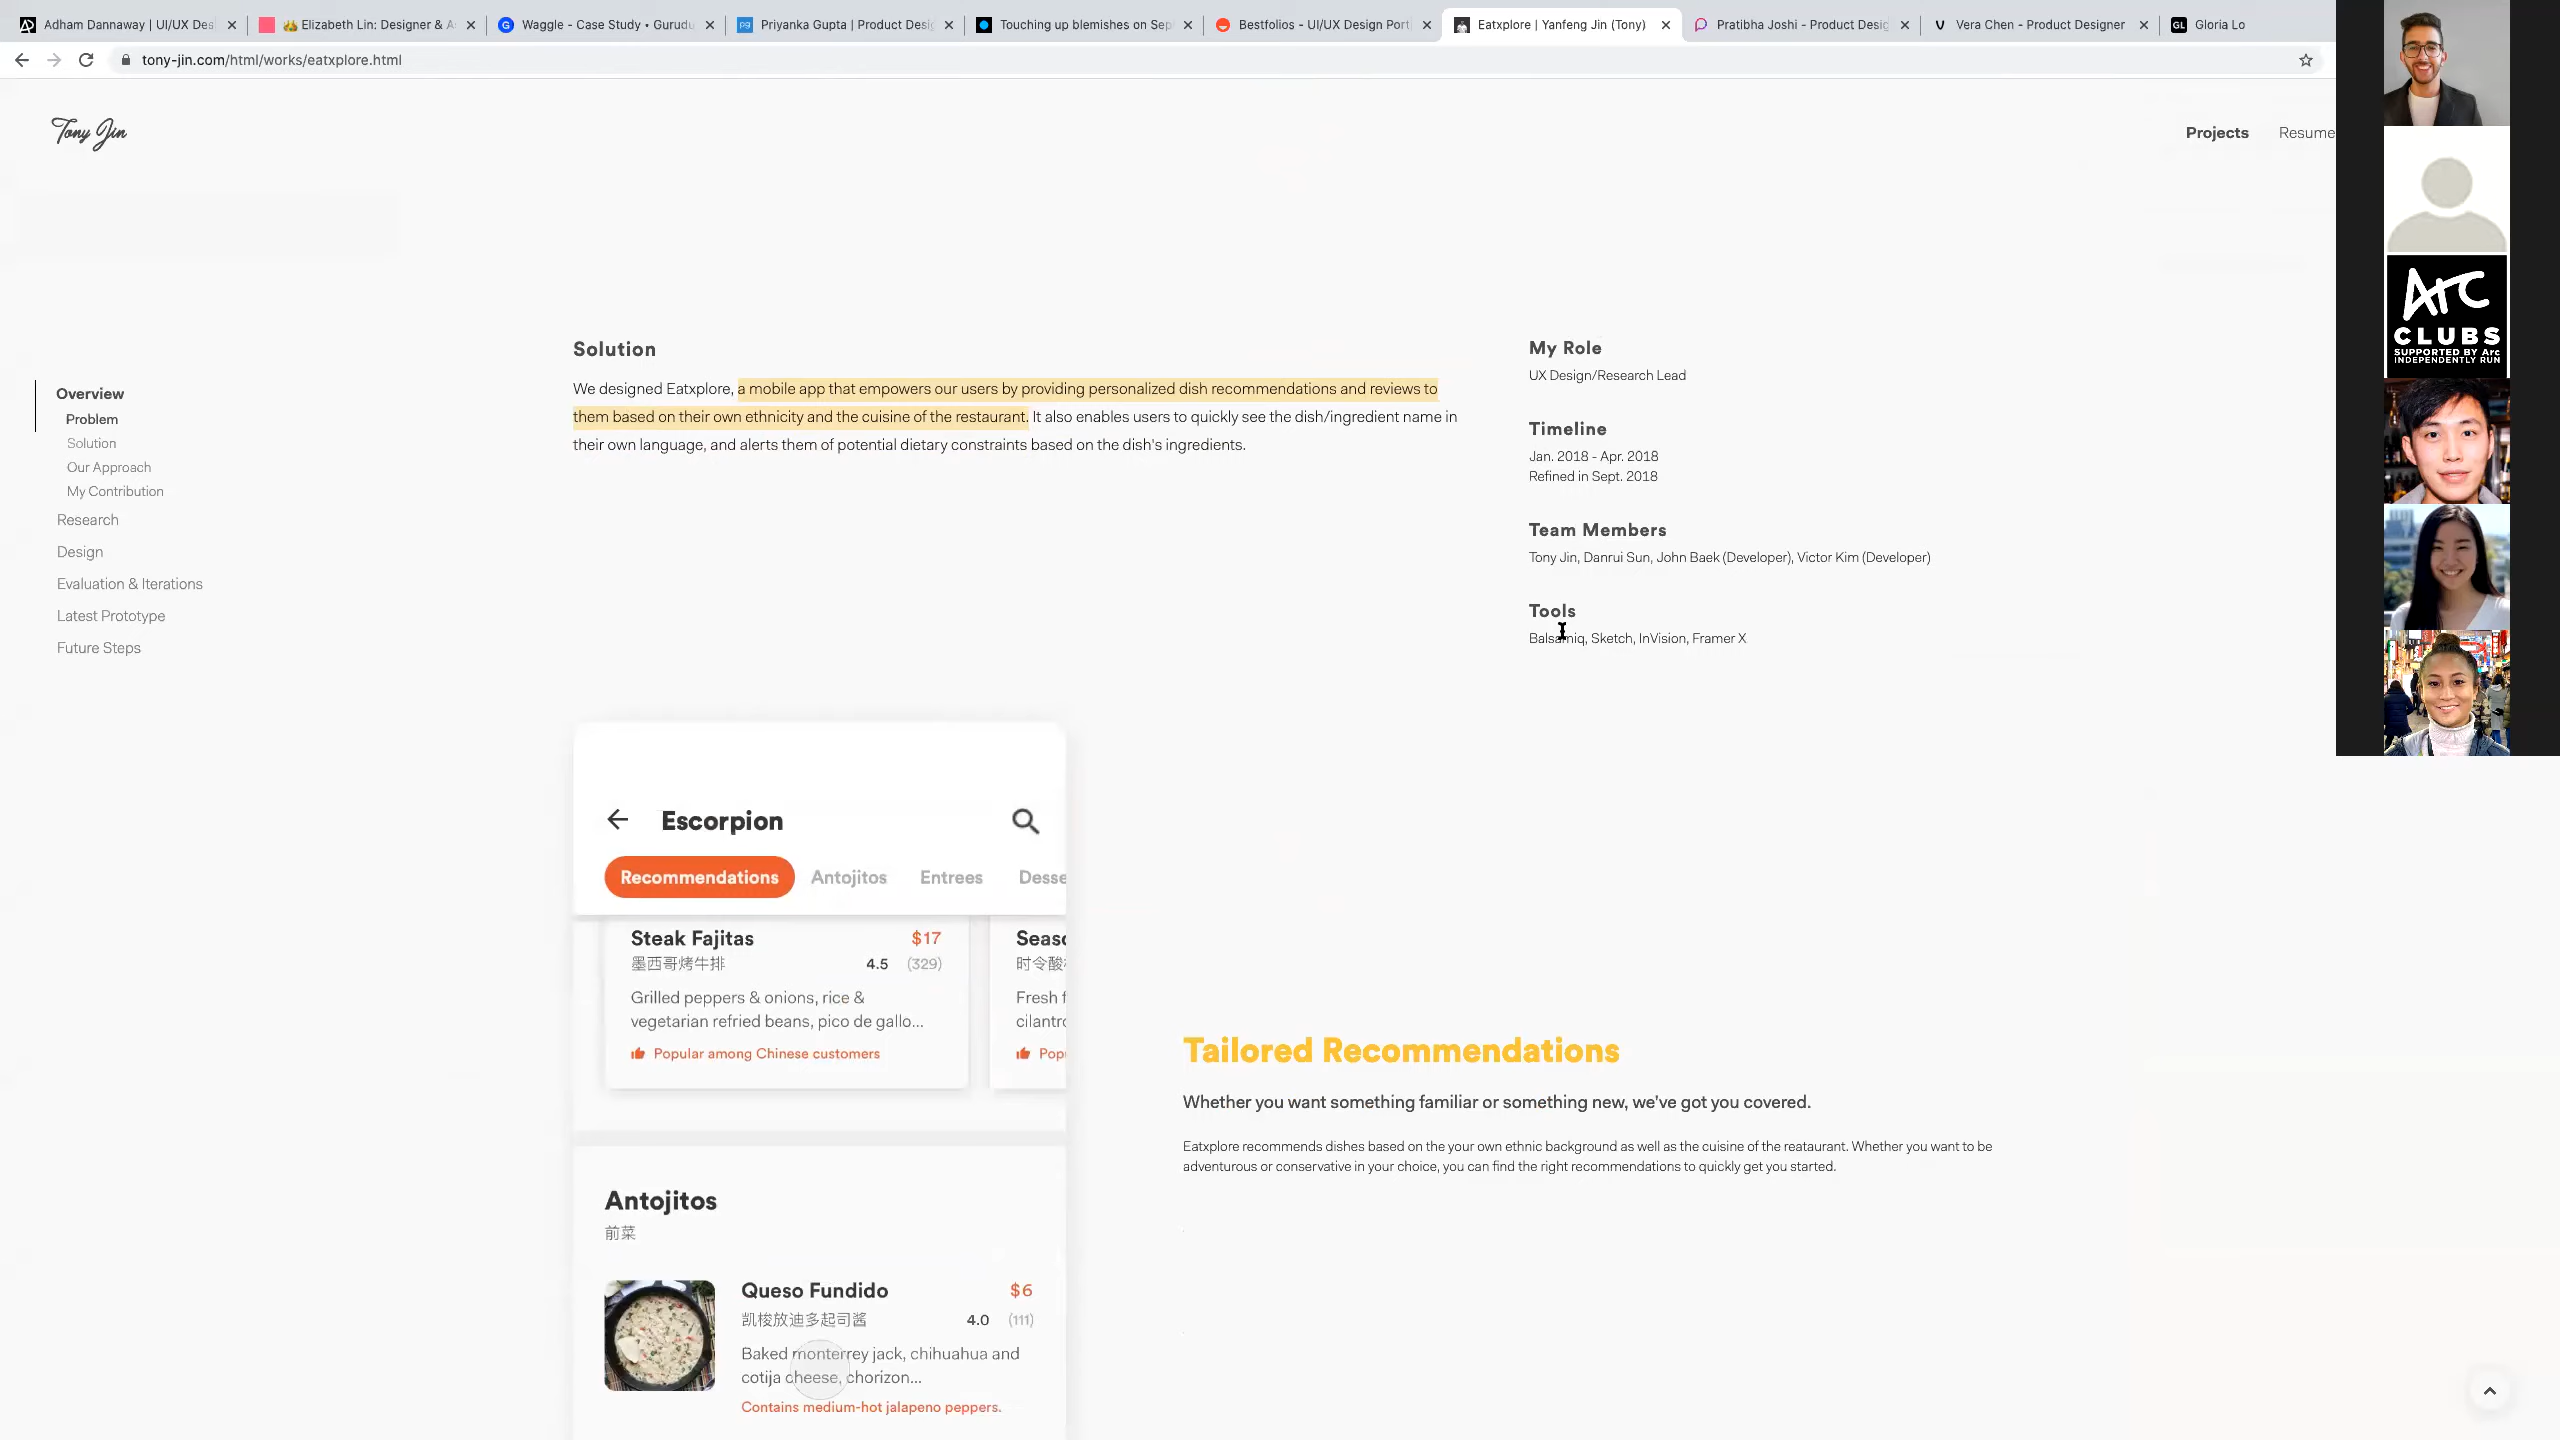 Adham Dannaway | UI/UX Des
Elizabeth Lin: Designer & A
Waggle - Case Study • Gurudu
Priyanka Gupta | Product Desig
Touching up blemishes on Sep
Bestfolios - UI/UX Design Port
Eatxplore | Yanfeng Jin (Tony)
Pratibha Joshi - Product Desig
Vera Chen - Product Designer
GL Gloria Lo
tony-jin.com/html/works/eatxplore.html
Tony Jin
Projects
Resume
Overview
Problem
Solution
Our Approach
My Contribution
Research
Design
Evaluation & Iterations
Latest Prototype
Future Steps
Solution
We designed Eatxplore, a mobile app that empowers our users by providing personalized dish recommendations and reviews to
them based on their own ethnicity and the cuisine of the restaurant. It also enables users to quickly see the dish/ingredient name in
their own language, and alerts them of potential dietary constraints based on the dish's ingredients.
My Role
UX Design/Research Lead
Timeline
Jan. 2018 - Apr. 2018
Refined in Sept. 2018
Team Members
Tony Jin, Danrui Sun, John Baek (Developer), Victor Kim (Developer)
Tools
Balsamiq, Sketch, InVision, Framer X
Arc
CLUBS
SUPPORTED BY Arc
INDEPENDENTLY RUN
Escorpion
Recommendations
Antojitos
Entrees
Desse
Steak Fajitas
$17
墨西哥烤牛排
4.5 (329)
Grilled peppers & onions, rice &
vegetarian refried beans, pico de gallo...
Popular among Chinese customers
Seaso
时令酸
Fresh f
cilantro
Popu
Antojitos
前菜
Queso Fundido
$6
凯梭放迪多起司酱
4.0 (111)
Baked monterrey jack, chihuahua and
cotija cheese, chorizon...
Contains medium-hot jalapeno peppers.
Tailored Recommendations
Whether you want something familiar or something new, we've got you covered.
Eatxplore recommends dishes based on the your own ethnic background as well as the cuisine of the reataurant. Whether you want to be
adventurous or conservative in your choice, you can find the right recommendations to quickly get you started.